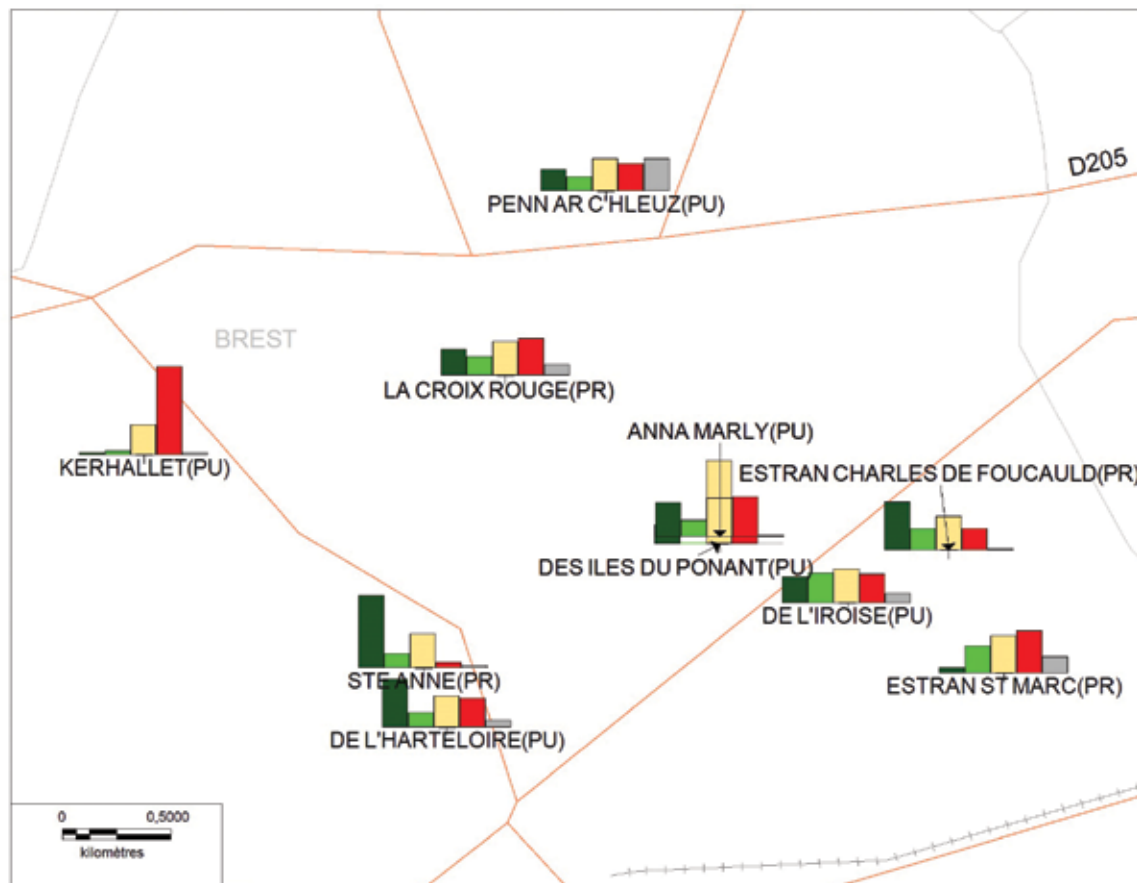 D205
PENN AR C'HLEUZ(PU)
BREST
LA CROIX ROUGE(PR)
ANNA MARLY(PU)
KERHALLET(PU)
ESTRAN CHARLES DE FOUCAULD(PR)
DES ILES DU PONANT(PU)
DE L'IROISE(PU)
STE ANNE(PR)
ESTRAN ST MARC(PR)
DE L'HARTELOIRE(PU)
0 0,5000
kilomètres